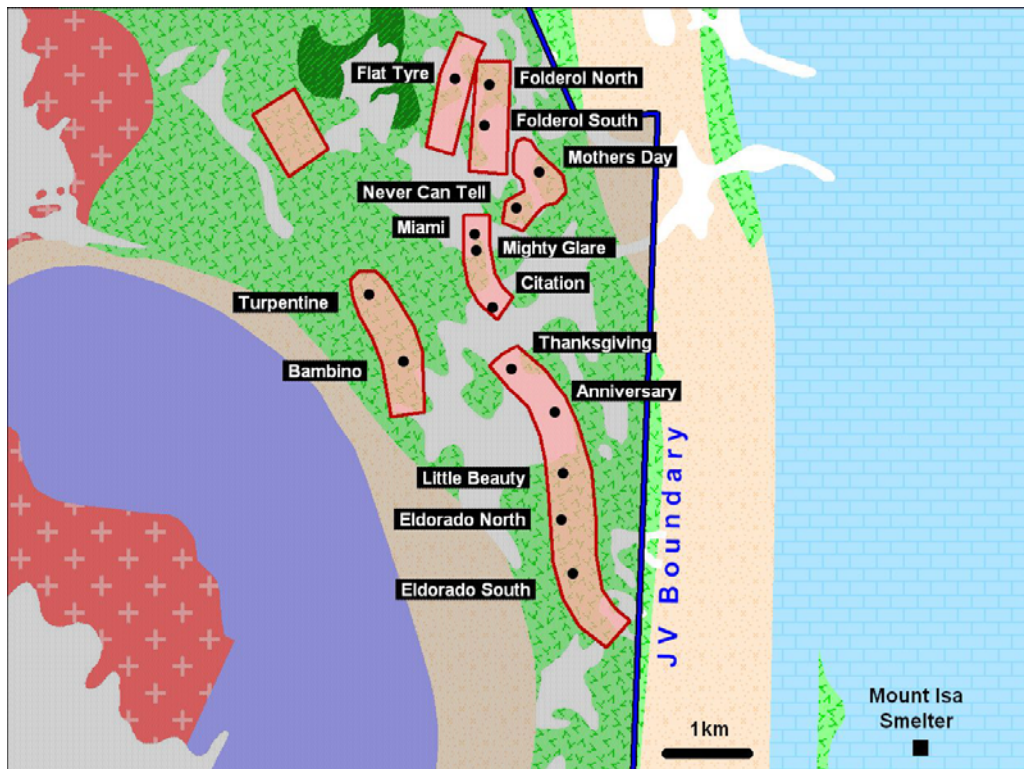 Flat Tyre
Folderol North
Folderol South
Mothers Day
Never Can Tell
Miami
Mighty Glare
Citation
Turpentine
Thanksgiving
Bambino
Anniversary
Little Beauty
Eldorado North
Eldorado South
JV Boundary
Mount Isa
Smelter
1km